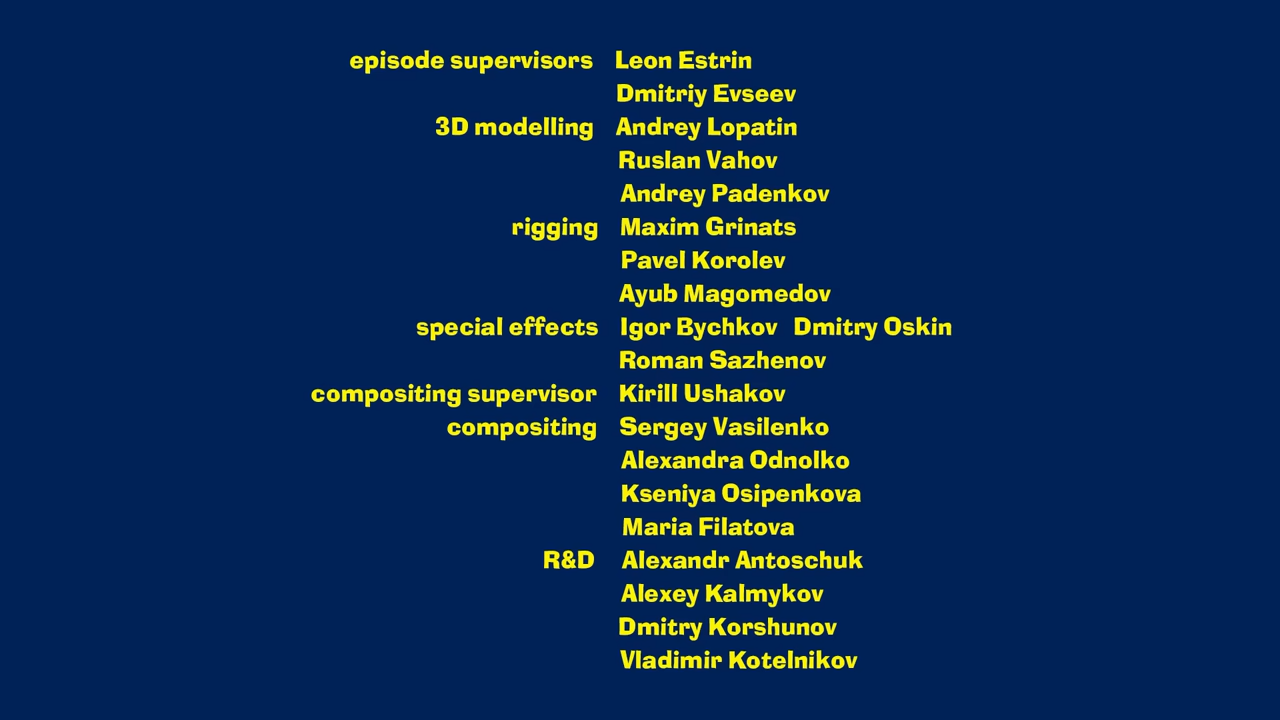 episode supervisors Leon Estrin
Dmitriy Evseev
3D modelling Andrey Lopatin
Ruslan Vahov
Andrey Padenkov
rigging Maxim Grinats
Pavel Korolev
Ayub Magomedov
special effects Igor Bychkov Dmitry Oskin
Roman Sazhenov
compositing supervisor Kirill Ushakov
compositing Sergey Vasilenko
Alexandra Odnolko
Kseniya Osipenkova
Maria Filatova
R&D Alexandr Antoschuk
Alexey Kalmykov
Dmitry Korshunov
Vladimir Kotelnikov